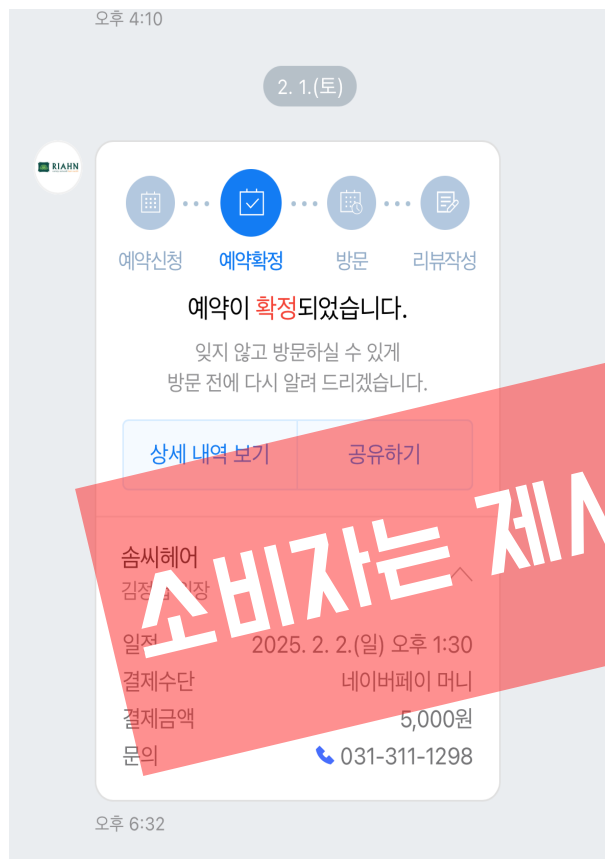 오후 4:10
2. 1.(토)
RIAHN
예약신청 예약확정 방문 리뷰작성
예약이 확정되었습니다.
잊지 않고 방문하실 수 있게
방문 전에 다시 알려 드리겠습니다.
상세 내역 보기 공유하기
솜씨헤어
소비자는 제시
일정 2025. 2. 2.(일) 오후 1:30
결제수단 네이버페이 머니
결제금액 5,000원
문의 031-311-1298
오후 6:32